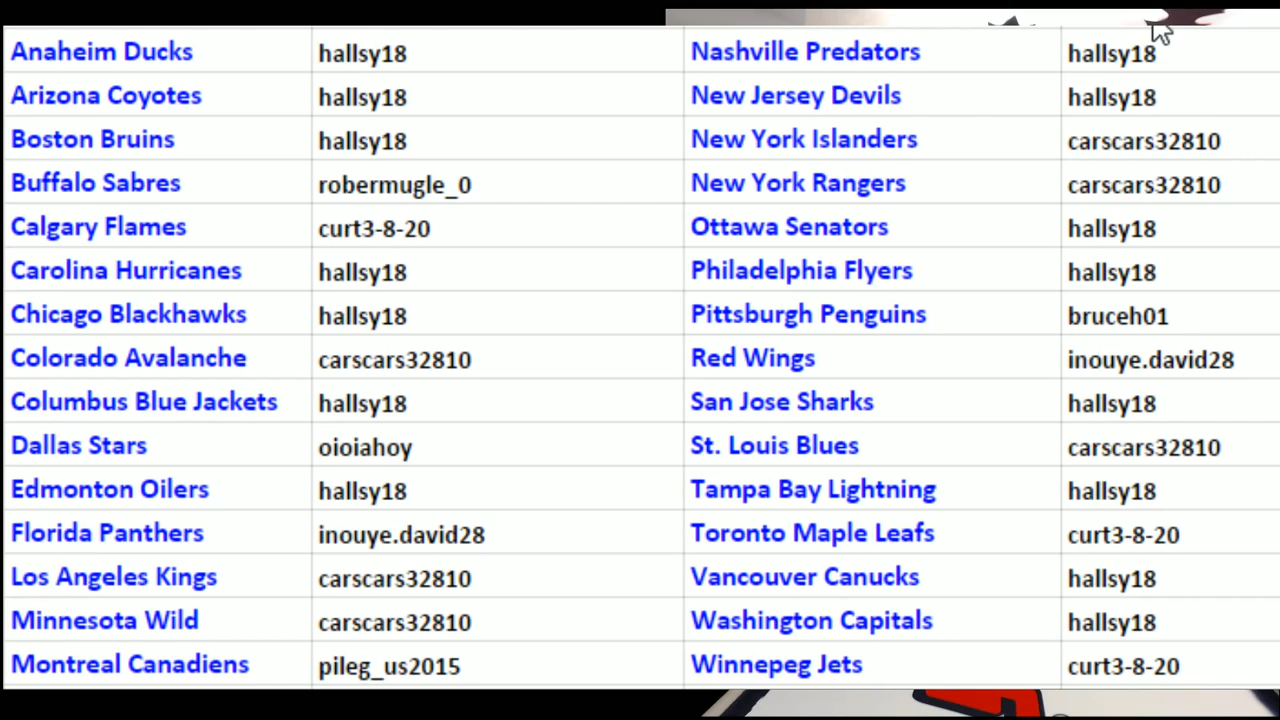 Anaheim Ducks hallsy18 Nashville Predators hallsy18
Arizona Coyotes hallsy18 New Jersey Devils hallsy18
Boston Bruins hallsy18 New York Islanders carscars32810
Buffalo Sabres robermugle_0 New York Rangers carscars32810
Calgary Flames curt3-8-20 Ottawa Senators hallsy18
Carolina Hurricanes hallsy18 Philadelphia Flyers hallsy18
Chicago Blackhawks hallsy18 Pittsburgh Penguins bruceh01
Colorado Avalanche carscars32810 Red Wings inouye.david28
Columbus Blue Jackets hallsy18 San Jose Sharks hallsy18
Dallas Stars oioiahoy St. Louis Blues carscars32810
Edmonton Oilers hallsy18 Tampa Bay Lightning hallsy18
Florida Panthers inouye.david28 Toronto Maple Leafs curt3-8-20
Los Angeles Kings carscars32810 Vancouver Canucks hallsy18
Minnesota Wild carscars32810 Washington Capitals hallsy18
Montreal Canadiens pileg_us2015 Winnepeg Jets curt3-8-20